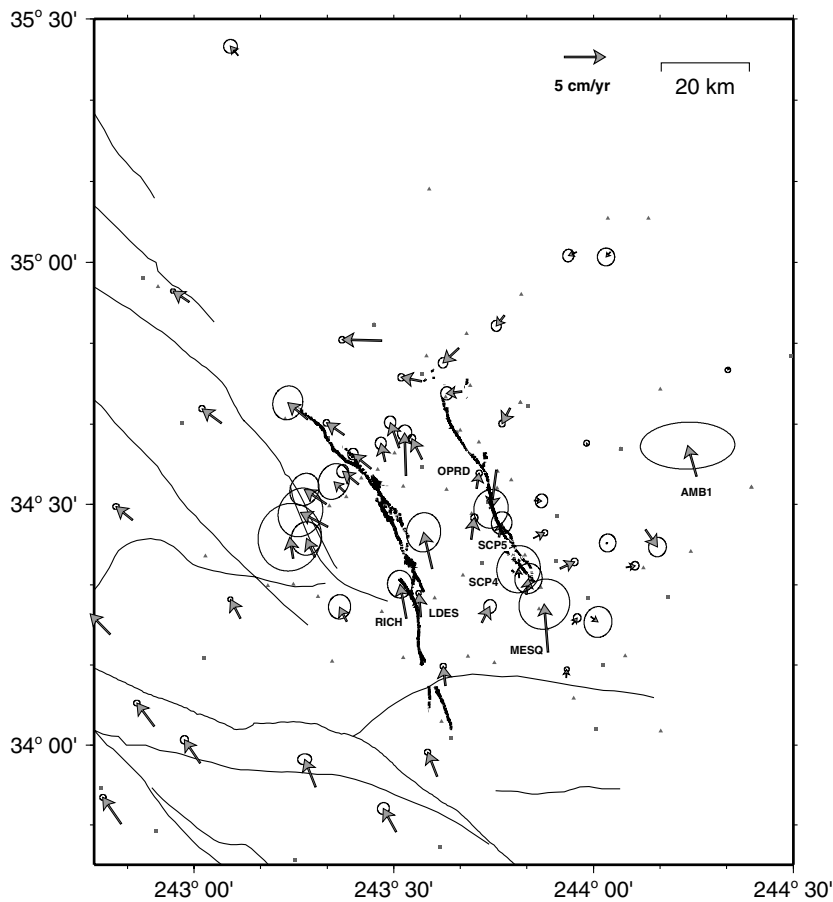 35° 30'
5 cm/yr
20 km
35° 00'
OPRD
AMB1
34° 30'
SCP5
SCP4
RICH
LDES
MESQ
34° 00'
243° 00'
243° 30'
244° 00'
244° 30'